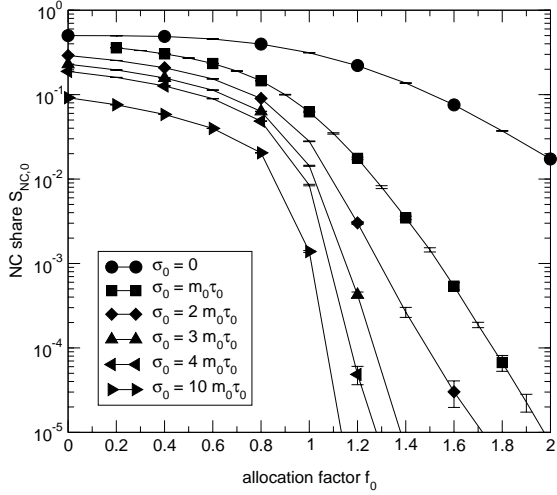 10^0
10^-1
10^-2
10^-3
10^-4
10^-5
NC share S_NC,0
σ_0 = 0
σ_0 = m_0τ_0
σ_0 = 2 m_0τ_0
σ_0 = 3 m_0τ_0
σ_0 = 4 m_0τ_0
σ_0 = 10 m_0τ_0
0 0.2 0.4 0.6 0.8 1 1.2 1.4 1.6 1.8 2
allocation factor f_0